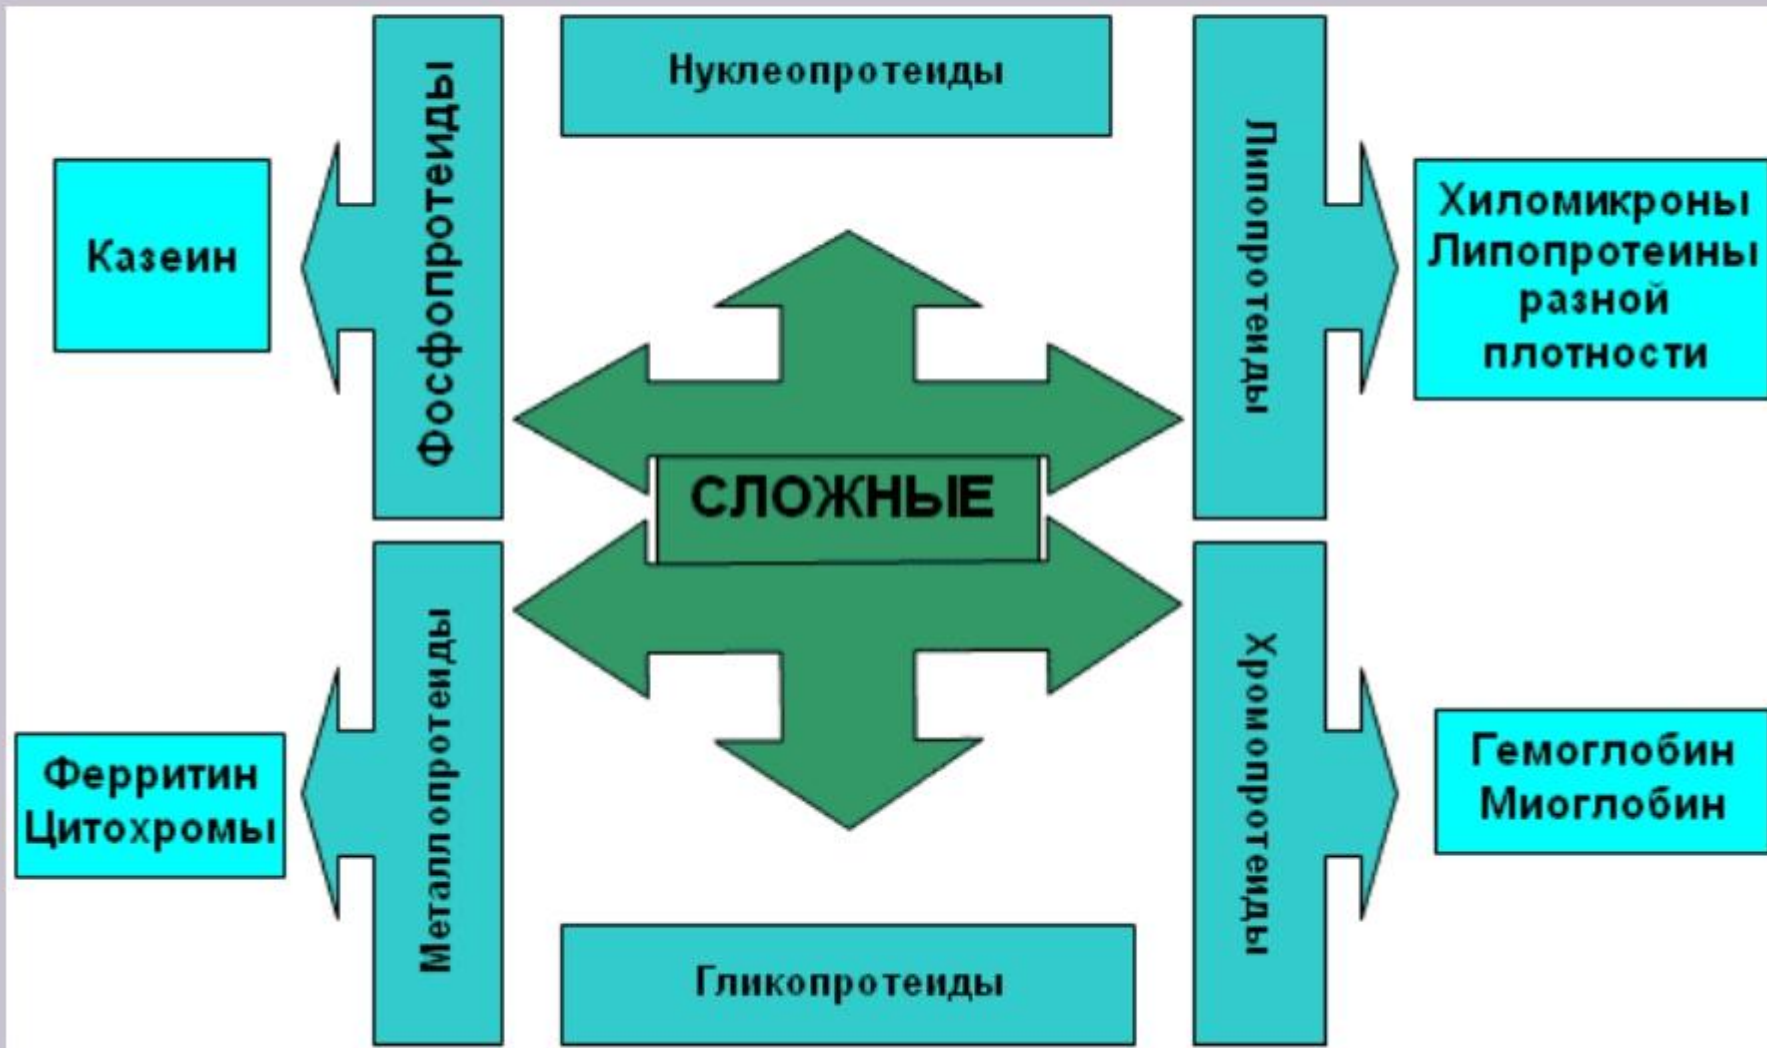 Нуклеопротеиды
Фосфопротеиды
Липопротеиды
Казеин
Хиломикроны
Липопротеины
разной
плотности
СЛОЖНЫЕ
Металлопротеиды
Хромопротеиды
Ферритин
Цитохромы
Гемоглобин
Миоглобин
Гликопротеиды